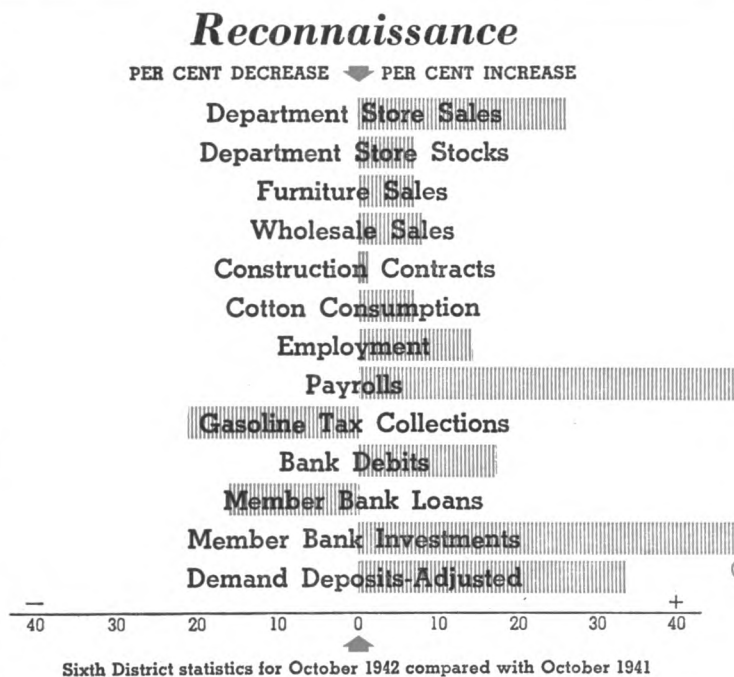 Reconnaissance
PER CENT DECREASE PER CENT INCREASE
Department Store Sales
Department Store Stocks
Furniture Sales
Wholesale Sales
Construction Contracts
Cotton Consumption
Employment
Payrolls
Gasoline Tax Collections
Bank Debits
Member Bank Loans
Member Bank Investments
Demand Deposits-Adjusted
— +
40 30 20 10 0 10 20 30 40
Sixth District statistics for October 1942 compared with October 1941